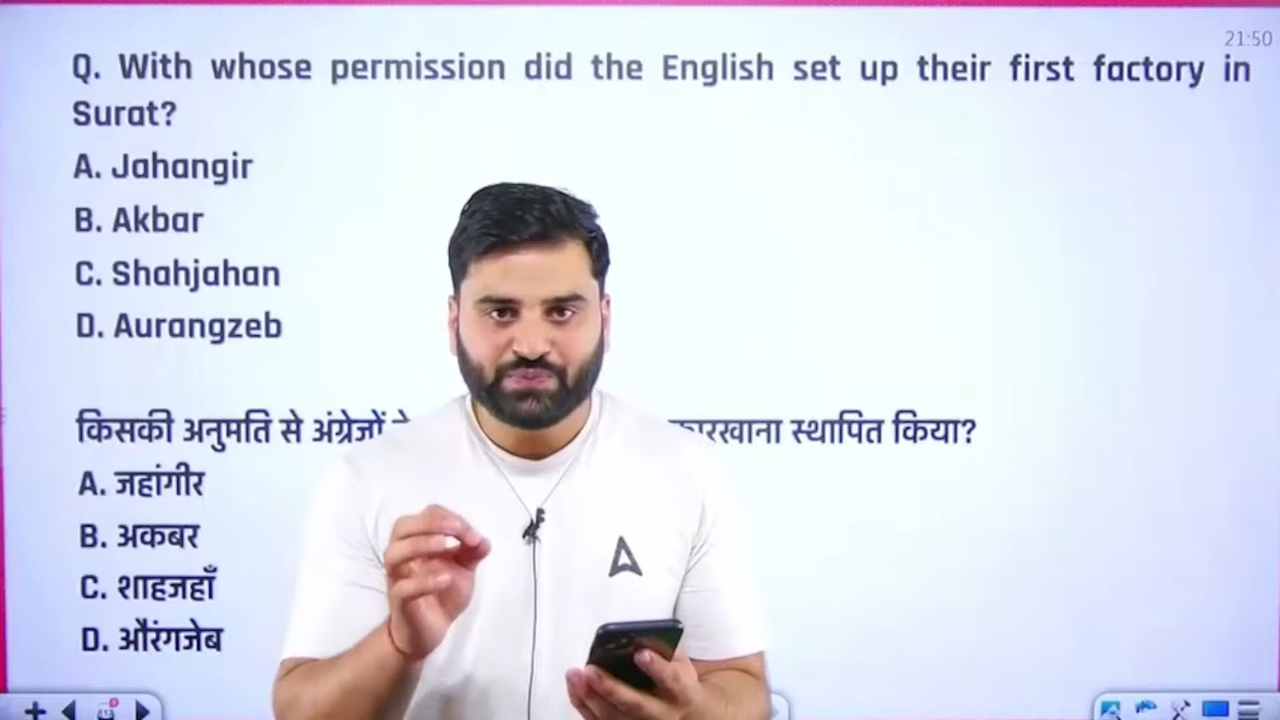 21:50
Q. With whose permission did the English set up their first factory in
Surat?
A. Jahangir
B. Akbar
C. Shahjahan
D. Aurangzeb
किसकी अनुमति से अंग्रेजों कारखाना स्थापित किया?
A. जहांगीर
B. अकबर
C. शाहजहाँ
D. औरंगजेब